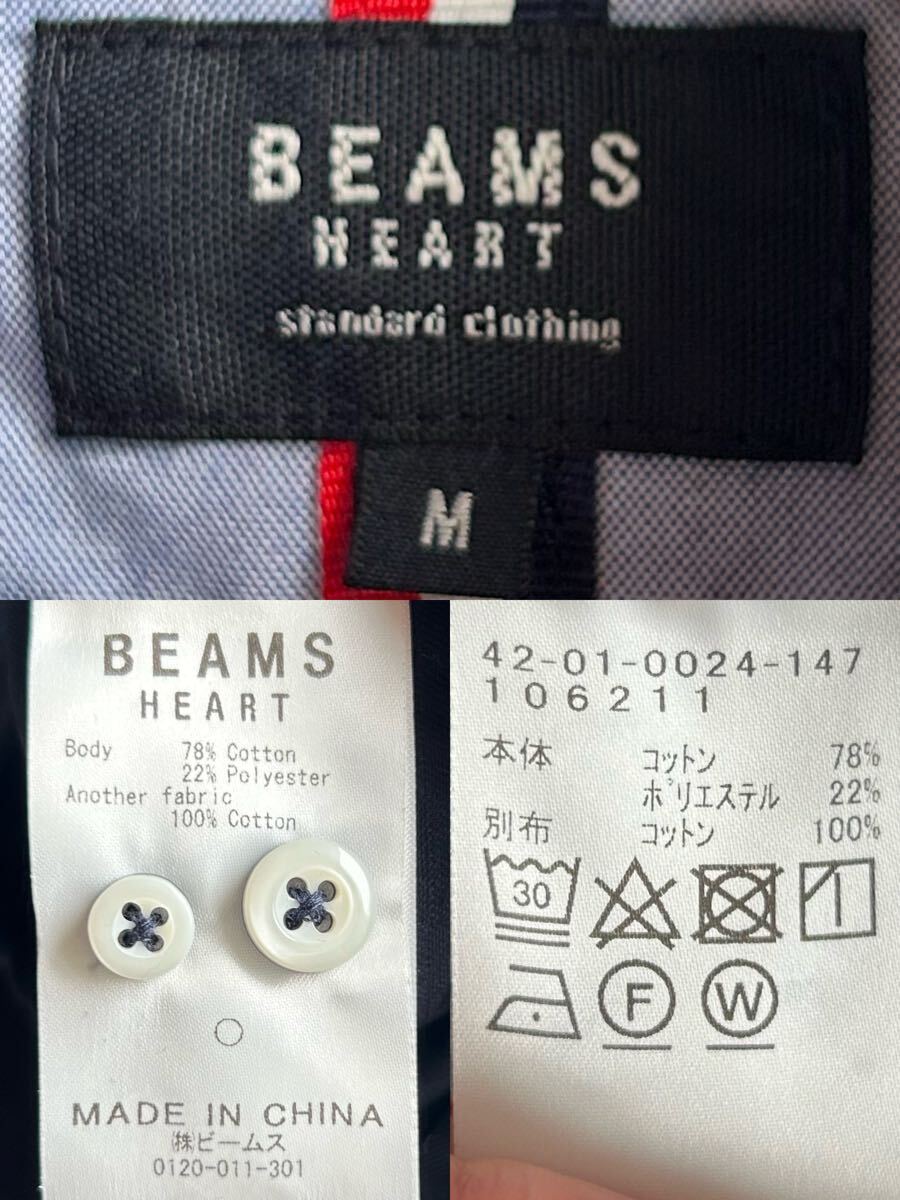 BEAMS
HEART
standard clothing
M
BEAMS
HEART
Body 78% Cotton
22% Polyester
Another fabric
100% Cotton
MADE IN CHINA
㈱ビームス
0120-011-301
42-01-0024-147
106211
本体 コットン 78%
ポリエステル 22%
別布 コットン 100%
30
F W